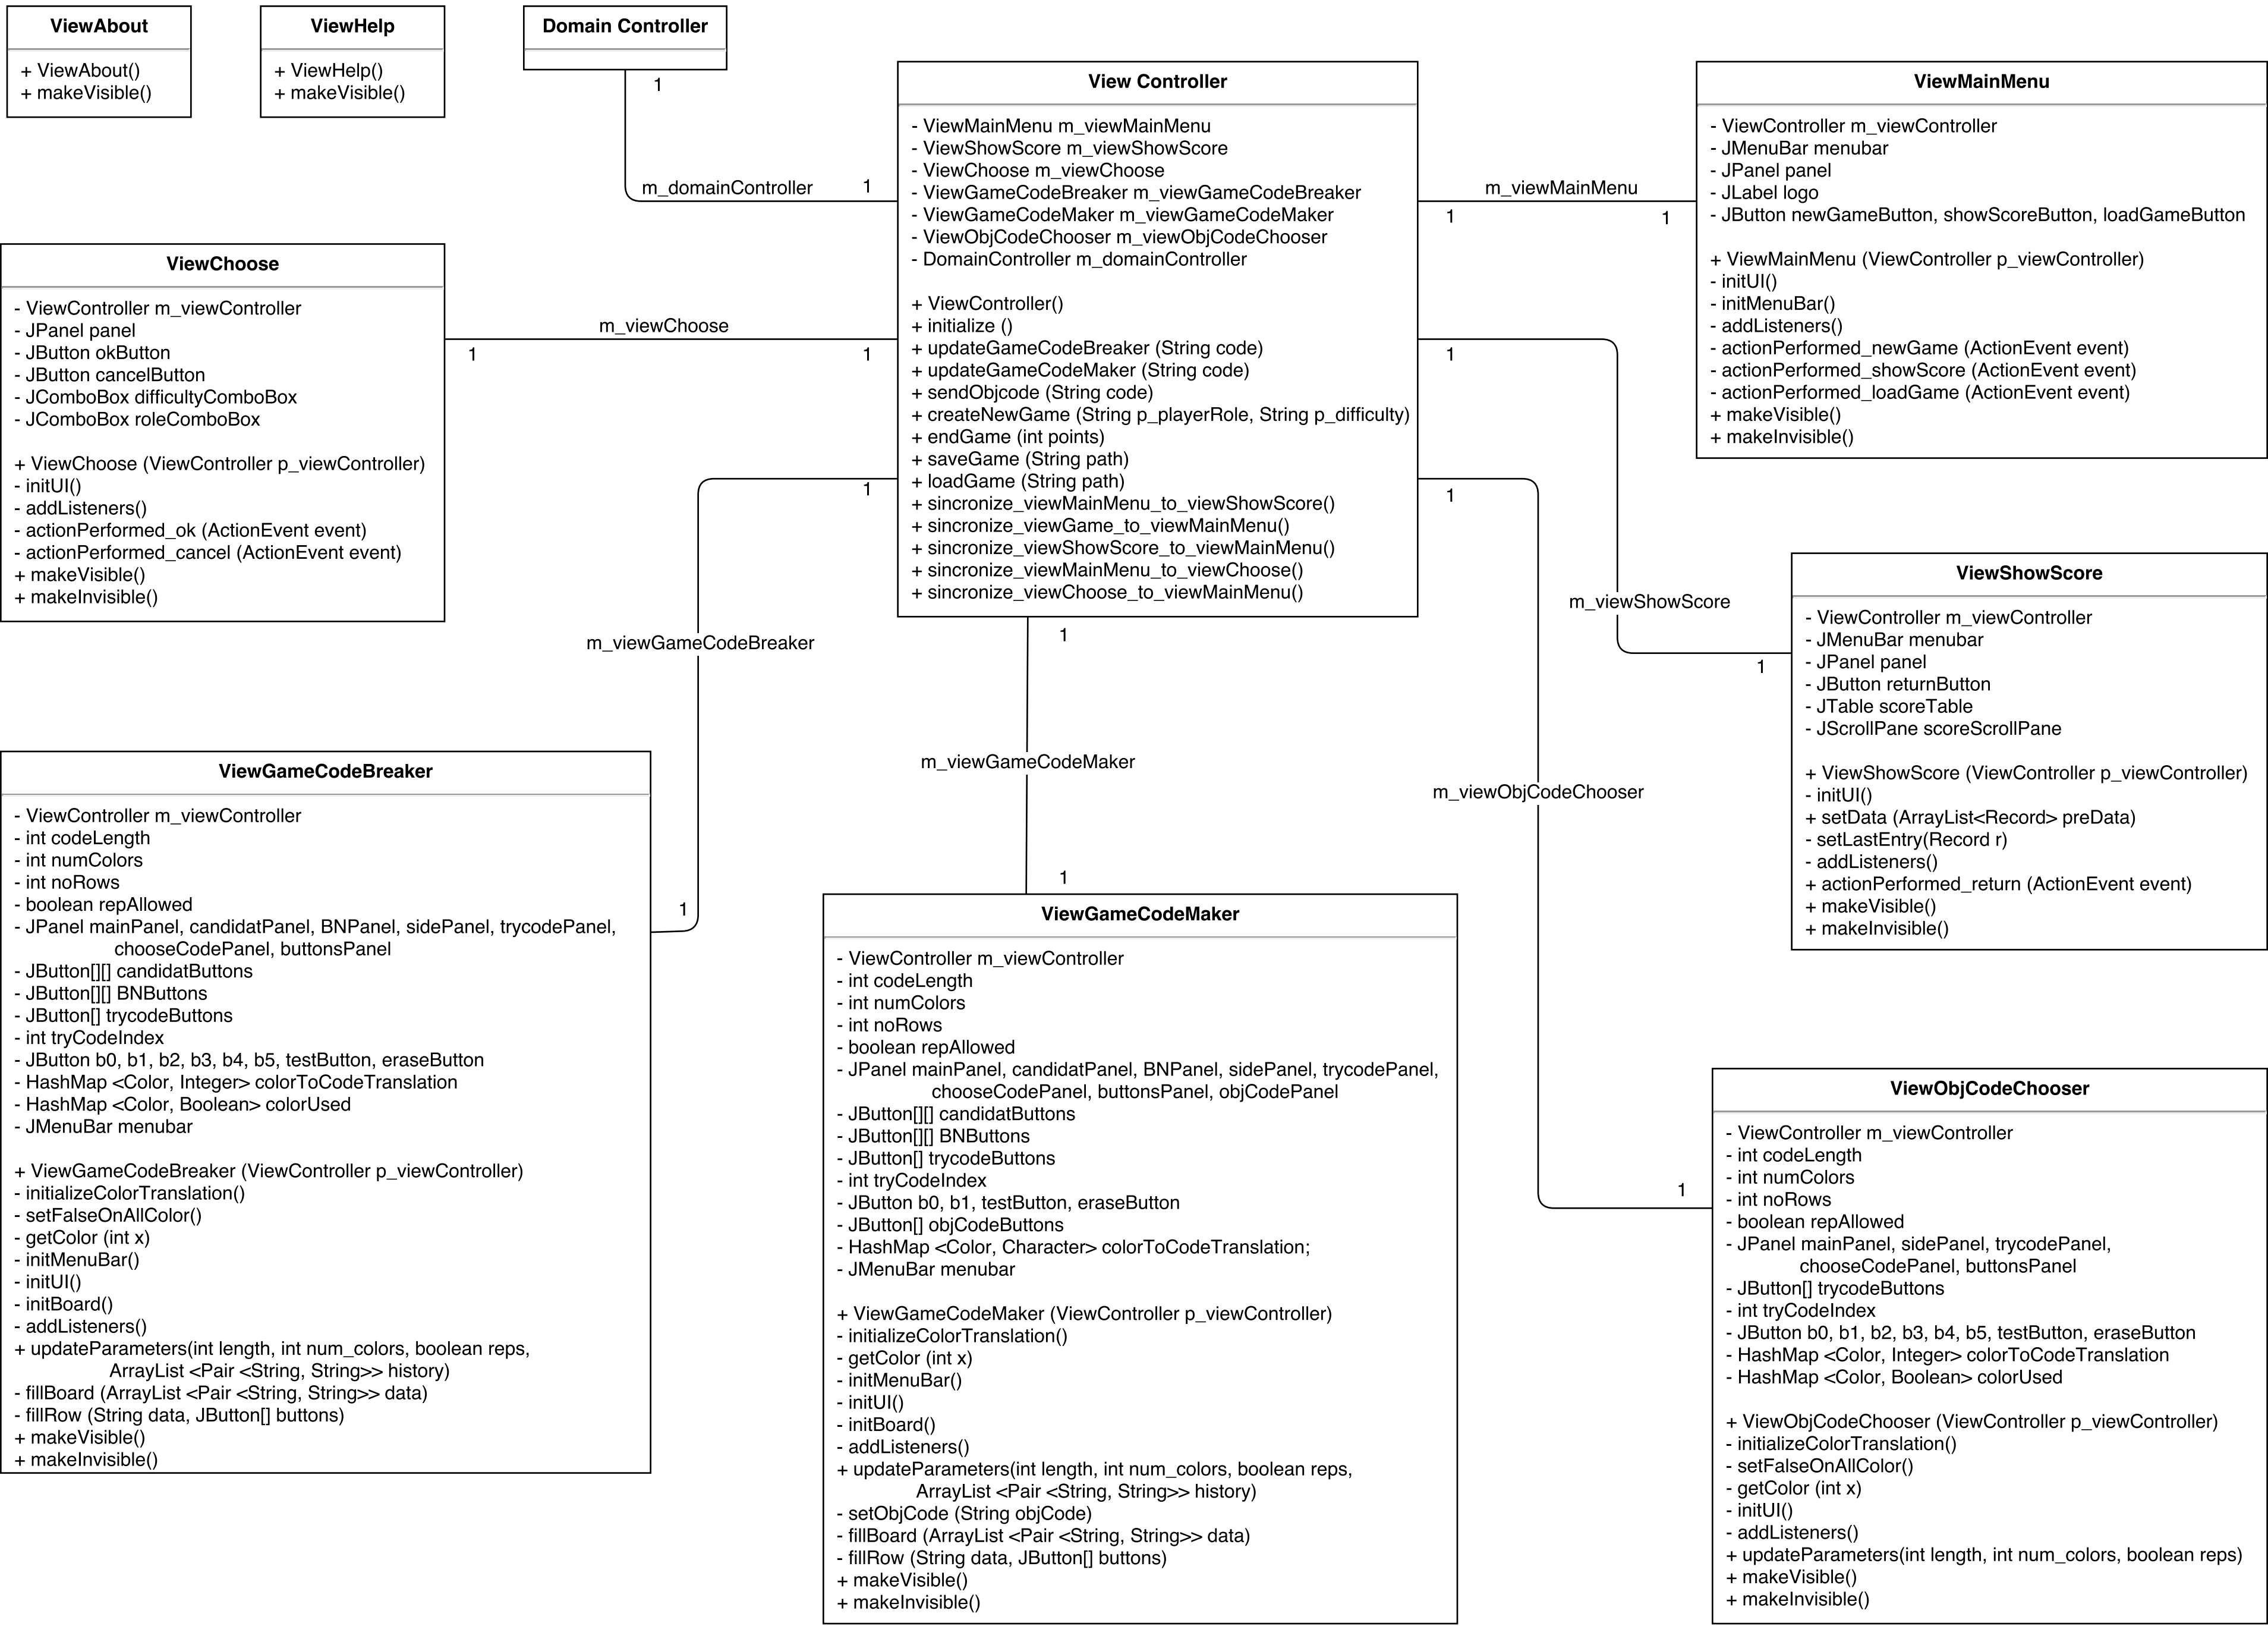 ViewAbout
+ ViewAbout()
+ makeVisible()
ViewHelp
+ ViewHelp()
+ makeVisible()
Domain Controller
1
m_domainController
1
View Controller
- ViewMainMenu m_viewMainMenu
- ViewShowScore m_viewShowScore
- ViewChoose m_viewChoose
- ViewGameCodeBreaker m_viewGameCodeBreaker
- ViewGameCodeMaker m_viewGameCodeMaker
- ViewObjCodeChooser m_viewObjCodeChooser
- DomainController m_domainController
+ ViewController()
+ initialize ()
+ updateGameCodeBreaker (String code)
+ updateGameCodeMaker (String code)
+ sendObjcode (String code)
+ createNewGame (String p_playerRole, String p_difficulty)
+ endGame (int points)
+ saveGame (String path)
+ loadGame (String path)
+ sincronize_viewMainMenu_to_viewShowScore()
+ sincronize_viewGame_to_viewMainMenu()
+ sincronize_viewShowScore_to_viewMainMenu()
+ sincronize_viewMainMenu_to_viewChoose()
+ sincronize_viewChoose_to_viewMainMenu()
m_viewMainMenu
1
1
ViewMainMenu
- ViewController m_viewController
- JMenuBar menubar
- JPanel panel
- JLabel logo
- JButton newGameButton, showScoreButton, loadGameButton
+ ViewMainMenu (ViewController p_viewController)
- initUI()
- initMenuBar()
- addListeners()
- actionPerformed_newGame (ActionEvent event)
- actionPerformed_showScore (ActionEvent event)
- actionPerformed_loadGame (ActionEvent event)
+ makeVisible()
+ makeInvisible()
ViewChoose
- ViewController m_viewController
- JPanel panel
- JButton okButton
- JButton cancelButton
- JComboBox difficultyComboBox
- JComboBox roleComboBox
+ ViewChoose (ViewController p_viewController)
- initUI()
- addListeners()
- actionPerformed_ok (ActionEvent event)
- actionPerformed_cancel (ActionEvent event)
+ makeVisible()
+ makeInvisible()
m_viewChoose
1
1
1
m_viewGameCodeBreaker
1
1
m_viewGameCodeMaker
1
1
m_viewShowScore
1
1
m_viewObjCodeChooser
1
ViewShowScore
- ViewController m_viewController
- JMenuBar menubar
- JPanel panel
- JButton returnButton
- JTable scoreTable
- JScrollPane scoreScrollPane
+ ViewShowScore (ViewController p_viewController)
- initUI()
+ setData (ArrayList<Record> preData)
- setLastEntry(Record r)
- addListeners()
+ actionPerformed_return (ActionEvent event)
+ makeVisible()
+ makeInvisible()
ViewGameCodeBreaker
- ViewController m_viewController
- int codeLength
- int numColors
- int noRows
- boolean repAllowed
- JPanel mainPanel, candidatPanel, BNPanel, sidePanel, trycodePanel,
chooseCodePanel, buttonsPanel
- JButton[][] candidatButtons
- JButton[][] BNButtons
- JButton[] trycodeButtons
- int tryCodeIndex
- JButton b0, b1, b2, b3, b4, b5, testButton, eraseButton
- HashMap <Color, Integer> colorToCodeTranslation
- HashMap <Color, Boolean> colorUsed
- JMenuBar menubar
+ ViewGameCodeBreaker (ViewController p_viewController)
- initializeColorTranslation()
- setFalseOnAllColor()
- getColor (int x)
- initMenuBar()
- initUI()
- initBoard()
- addListeners()
+ updateParameters(int length, int num_colors, boolean reps,
ArrayList <Pair <String, String>> history)
- fillBoard (ArrayList <Pair <String, String>> data)
- fillRow (String data, JButton[] buttons)
+ makeVisible()
+ makeInvisible()
ViewGameCodeMaker
- ViewController m_viewController
- int codeLength
- int numColors
- int noRows
- boolean repAllowed
- JPanel mainPanel, candidatPanel, BNPanel, sidePanel, trycodePanel,
chooseCodePanel, buttonsPanel, objCodePanel
- JButton[][] candidatButtons
- JButton[][] BNButtons
- JButton[] trycodeButtons
- int tryCodeIndex
- JButton b0, b1, testButton, eraseButton
- JButton[] objCodeButtons
- HashMap <Color, Character> colorToCodeTranslation;
- JMenuBar menubar
+ ViewGameCodeMaker (ViewController p_viewController)
- initializeColorTranslation()
- getColor (int x)
- initMenuBar()
- initUI()
- initBoard()
- addListeners()
+ updateParameters(int length, int num_colors, boolean reps,
ArrayList <Pair <String, String>> history)
- setObjCode (String objCode)
- fillBoard (ArrayList <Pair <String, String>> data)
- fillRow (String data, JButton[] buttons)
+ makeVisible()
+ makeInvisible()
ViewObjCodeChooser
- ViewController m_viewController
- int codeLength
- int numColors
- int noRows
- boolean repAllowed
- JPanel mainPanel, sidePanel, trycodePanel,
chooseCodePanel, buttonsPanel
- JButton[] trycodeButtons
- int tryCodeIndex
- JButton b0, b1, b2, b3, b4, b5, testButton, eraseButton
- HashMap <Color, Integer> colorToCodeTranslation
- HashMap <Color, Boolean> colorUsed
+ ViewObjCodeChooser (ViewController p_viewController)
- initializeColorTranslation()
- setFalseOnAllColor()
- getColor (int x)
- initUI()
- addListeners()
+ updateParameters(int length, int num_colors, boolean reps)
+ makeVisible()
+ makeInvisible()
1